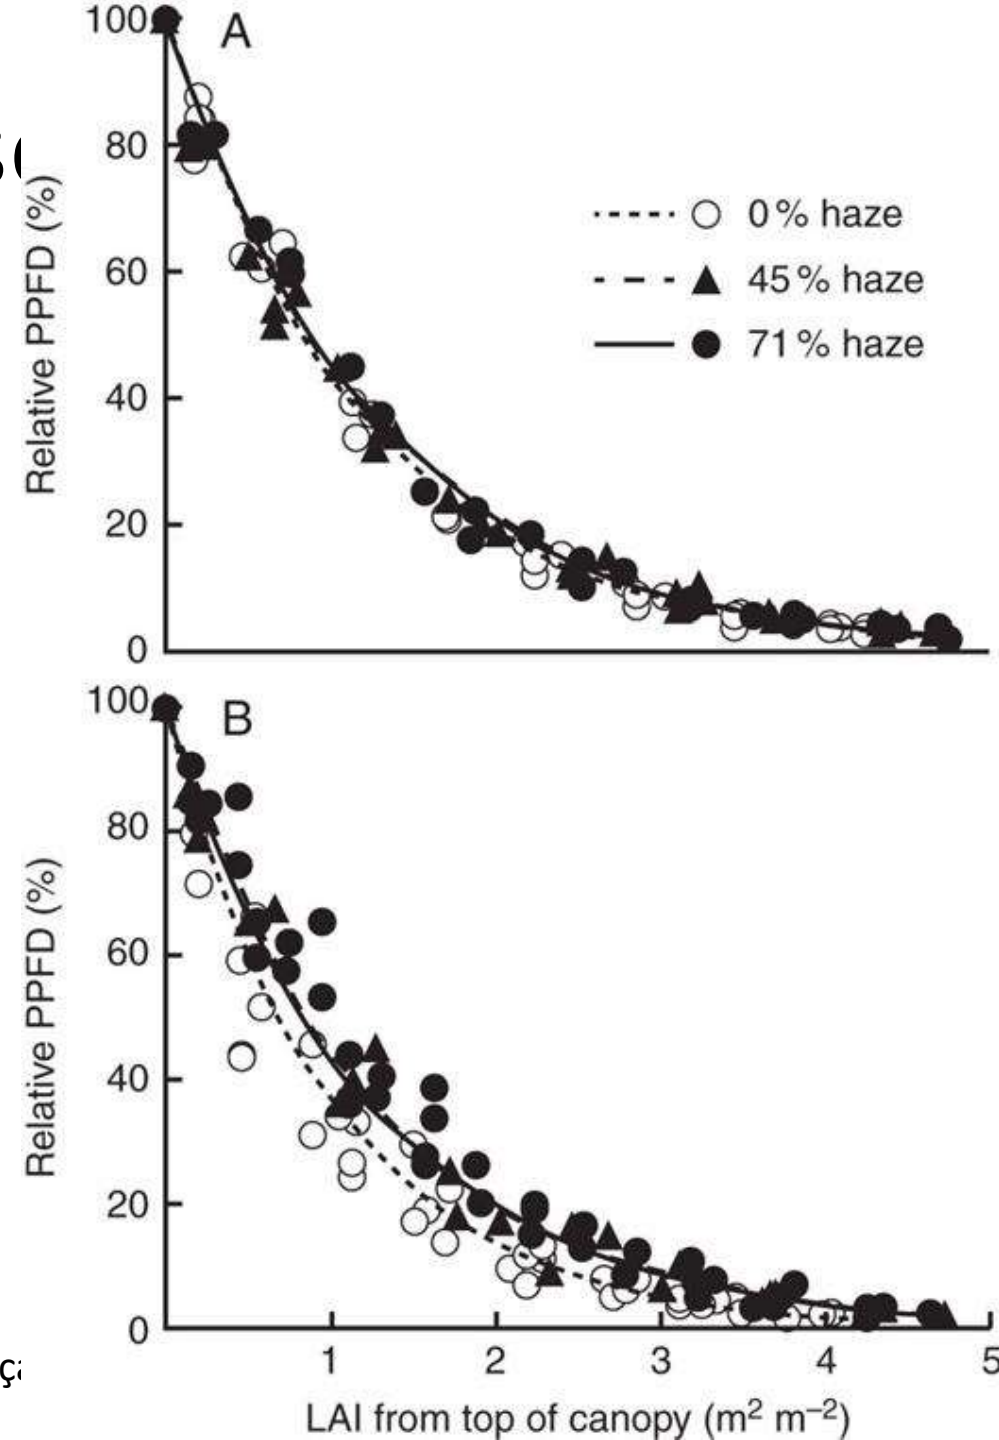 A
100
80
60
40
20
0
Relative PPFD (%)
0 % haze
45 % haze
71 % haze
B
100
80
60
40
20
0
Relative PPFD (%)
1 2 3 4 5
LAI from top of canopy (m² m⁻²)